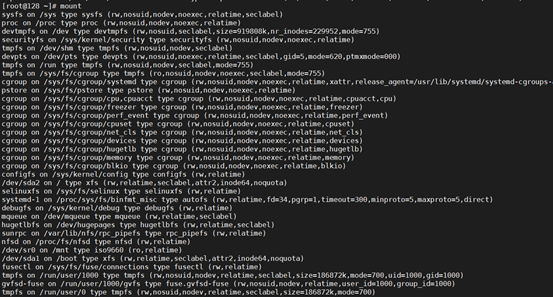 [root@128 ~]# mount
sysfs on /sys type sysfs (rw,nosuid,nodev,noexec,relatime,seclabel)
proc on /proc type proc (rw,nosuid,nodev,noexec,relatime)
devtmpfs on /dev type devtmpfs (rw,nosuid,seclabel,size=919808k,nr_inodes=229952,mode=755)
securityfs on /sys/kernel/security type securityfs (rw,nosuid,nodev,noexec,relatime)
tmpfs on /dev/shm type tmpfs (rw,nosuid,nodev,seclabel)
devpts on /dev/pts type devpts (rw,nosuid,noexec,relatime,seclabel,gid=5,mode=620,ptmxmode=000)
tmpfs on /run type tmpfs (rw,nosuid,nodev,seclabel,mode=755)
tmpfs on /sys/fs/cgroup type tmpfs (ro,nosuid,nodev,noexec,seclabel,mode=755)
cgroup on /sys/fs/cgroup/systemd type cgroup (rw,nosuid,nodev,noexec,relatime,xattr,release_agent=/usr/lib/systemd/systemd-cgroups-a
pstore on /sys/fs/pstore type pstore (rw,nosuid,nodev,noexec,relatime)
cgroup on /sys/fs/cgroup/cpu,cpuacct type cgroup (rw,nosuid,nodev,noexec,relatime,cpuacct,cpu)
cgroup on /sys/fs/cgroup/freezer type cgroup (rw,nosuid,nodev,noexec,relatime,freezer)
cgroup on /sys/fs/cgroup/perf_event type cgroup (rw,nosuid,nodev,noexec,relatime,perf_event)
cgroup on /sys/fs/cgroup/cpuset type cgroup (rw,nosuid,nodev,noexec,relatime,cpuset)
cgroup on /sys/fs/cgroup/net_cls type cgroup (rw,nosuid,nodev,noexec,relatime,net_cls)
cgroup on /sys/fs/cgroup/devices type cgroup (rw,nosuid,nodev,noexec,relatime,devices)
cgroup on /sys/fs/cgroup/hugetlb type cgroup (rw,nosuid,nodev,noexec,relatime,hugetlb)
cgroup on /sys/fs/cgroup/memory type cgroup (rw,nosuid,nodev,noexec,relatime,memory)
cgroup on /sys/fs/cgroup/blkio type cgroup (rw,nosuid,nodev,noexec,relatime,blkio)
configfs on /sys/kernel/config type configfs (rw,relatime)
/dev/sda2 on / type xfs (rw,relatime,seclabel,attr2,inode64,noquota)
selinuxfs on /sys/fs/selinux type selinuxfs (rw,relatime)
systemd-1 on /proc/sys/fs/binfmt_misc type autofs (rw,relatime,fd=34,pgrp=1,timeout=300,minproto=5,maxproto=5,direct)
debugfs on /sys/kernel/debug type debugfs (rw,relatime)
mqueue on /dev/mqueue type mqueue (rw,relatime,seclabel)
hugetlbfs on /dev/hugepages type hugetlbfs (rw,relatime,seclabel)
sunrpc on /var/lib/nfs/rpc_pipefs type rpc_pipefs (rw,relatime)
nfsd on /proc/fs/nfsd type nfsd (rw,relatime)
/dev/sr0 on /mnt type iso9660 (ro,relatime)
/dev/sda1 on /boot type xfs (rw,relatime,seclabel,attr2,inode64,noquota)
fusectl on /sys/fs/fuse/connections type fusectl (rw,relatime)
tmpfs on /run/user/1000 type tmpfs (rw,nosuid,nodev,relatime,seclabel,size=186872k,mode=700,uid=1000,gid=1000)
gvfsd-fuse on /run/user/1000/gvfs type fuse.gvfsd-fuse (rw,nosuid,nodev,relatime,user_id=1000,group_id=1000)
tmpfs on /run/user/0 type tmpfs (rw,nosuid,nodev,relatime,seclabel,size=186872k,mode=700)